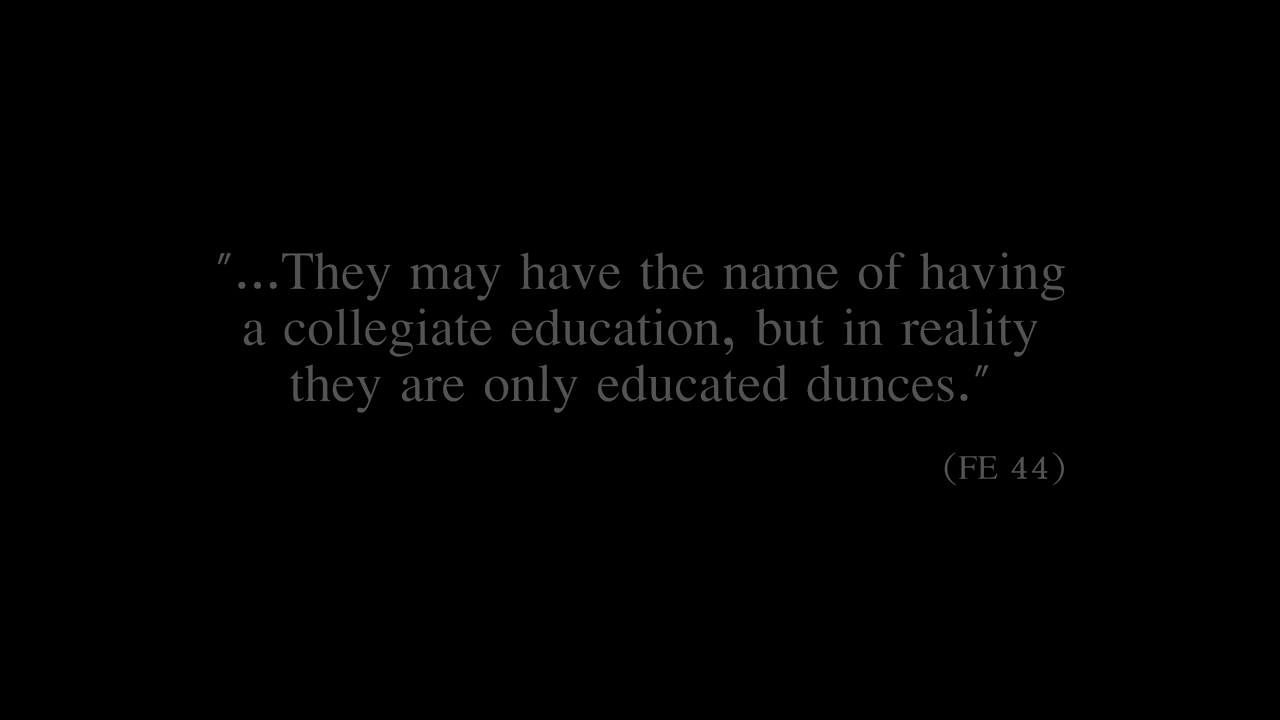 "...They may have the name of having
a collegiate education, but in reality
they are only educated dunces."
(FE 44)